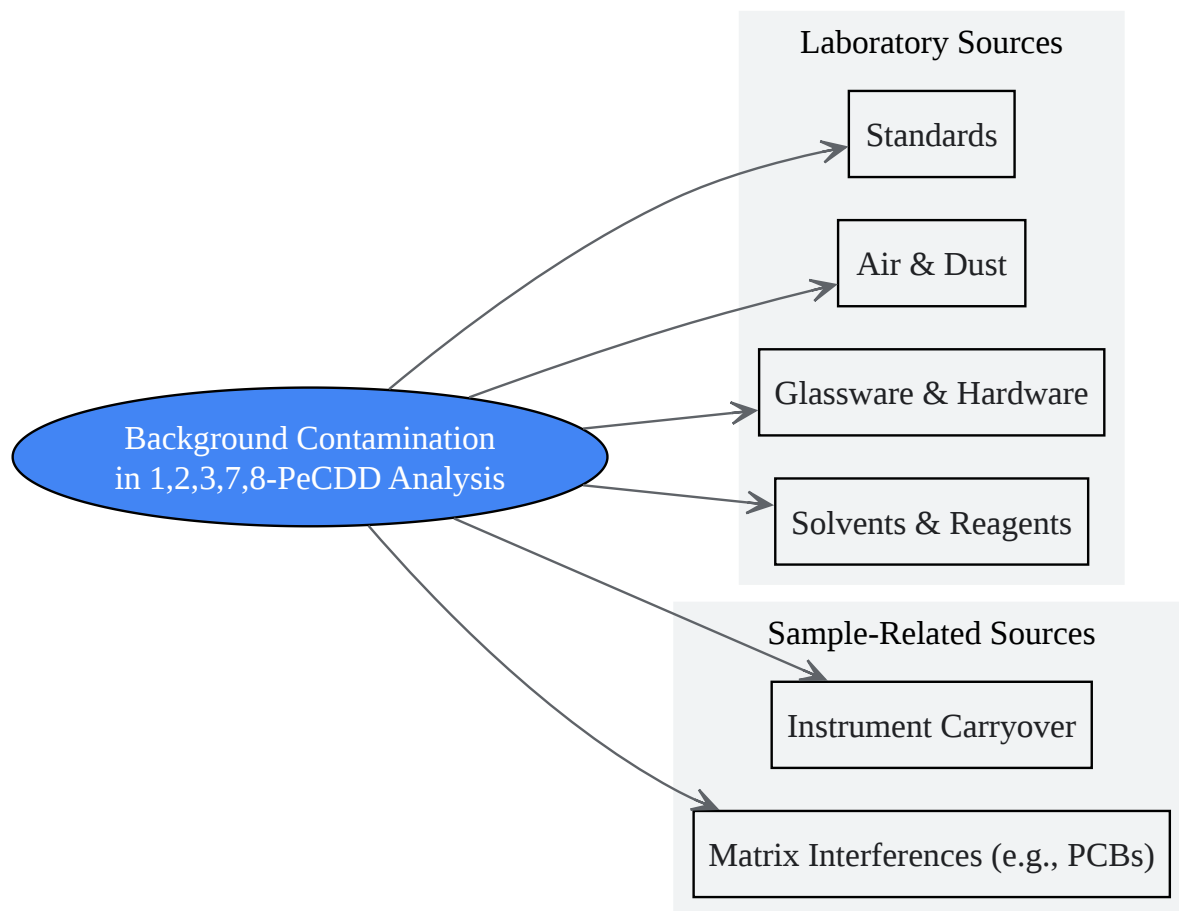 Laboratory Sources
Standards
Air & Dust
Glassware & Hardware
Background Contamination
in 1,2,3,7,8-PeCDD Analysis
Solvents & Reagents
Sample-Related Sources
Instrument Carryover
Matrix Interferences (e.g., PCBs)